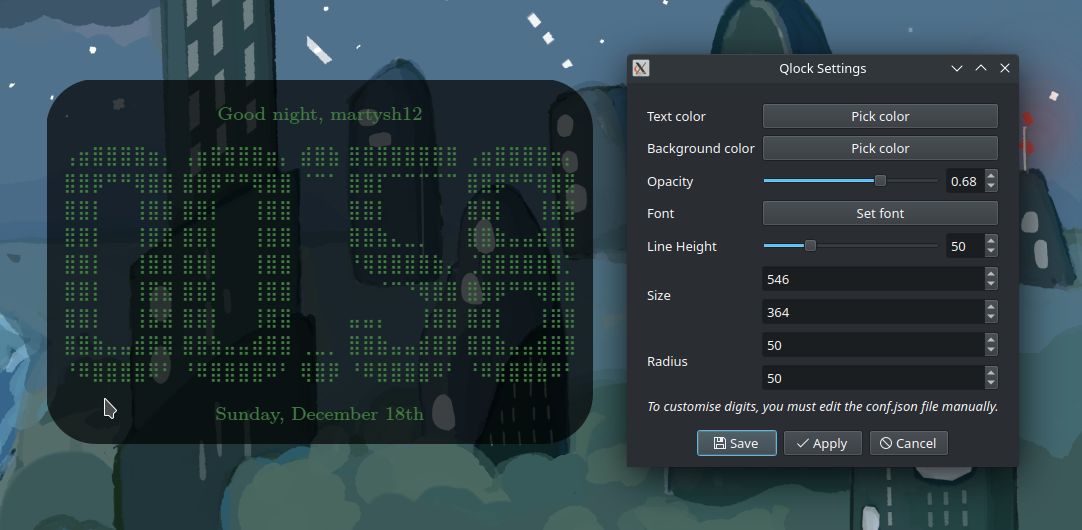 Good night, martysh12
00:58
Sunday, December 18th
Qlock Settings
Text color
Pick color
Background color
Pick color
Opacity
0.68
Font
Set font
Line Height
50
Size
546
364
Radius
50
50
To customise digits, you must edit the conf.json file manually.
Save
Apply
Cancel